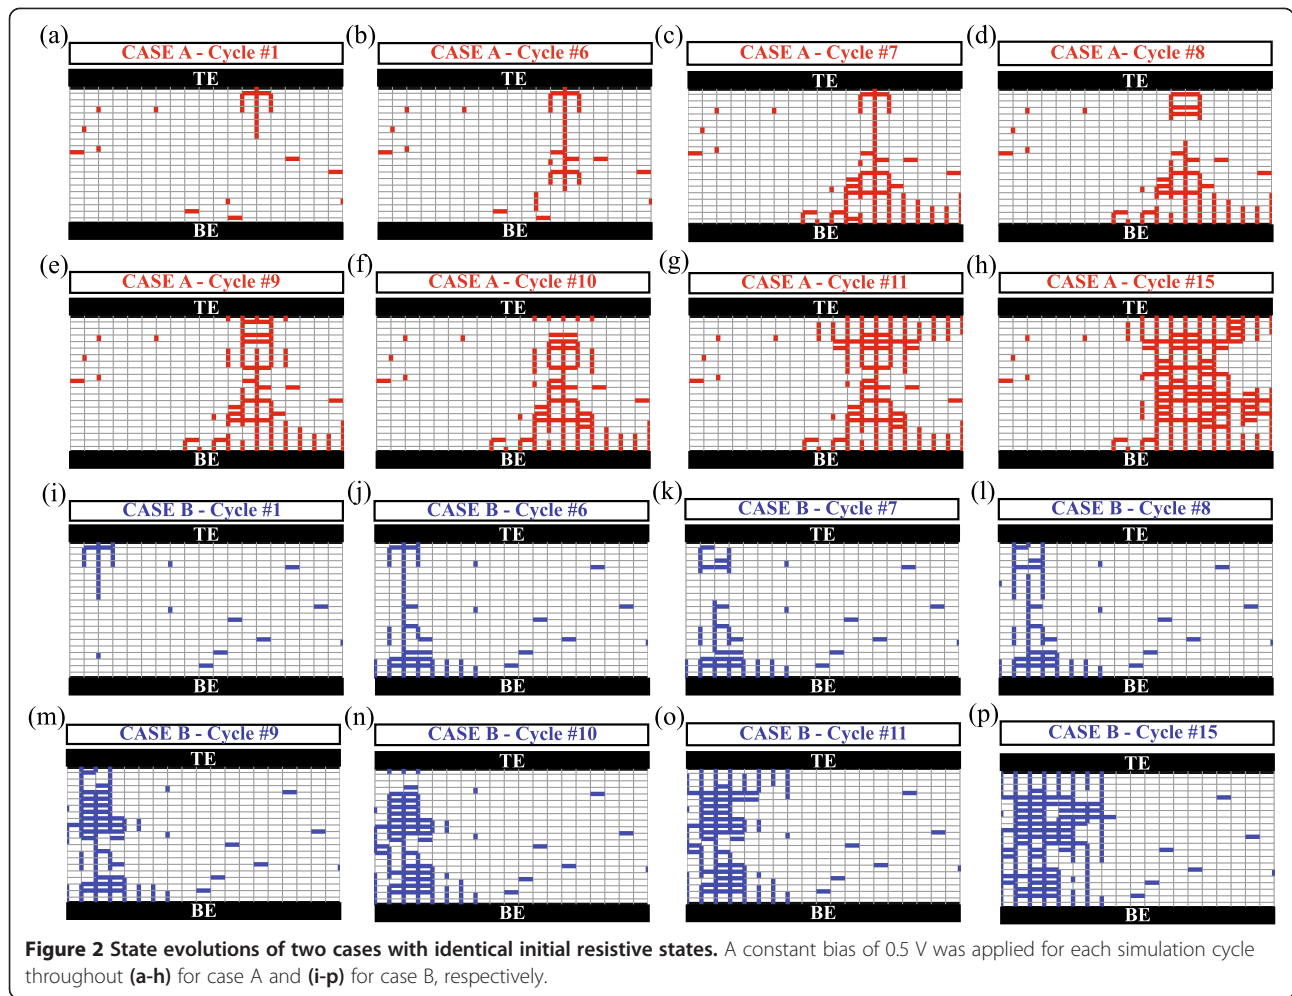 (a) CASE A - Cycle #1
TE
BE
(b) CASE A - Cycle #6
TE
BE
(c) CASE A - Cycle #7
TE
BE
(d) CASE A- Cycle #8
TE
BE
(e) CASE A - Cycle #9
TE
BE
(f) CASE A - Cycle #10
TE
BE
(g) CASE A - Cycle #11
TE
BE
(h) CASE A - Cycle #15
TE
BE
(i) CASE B - Cycle #1
TE
BE
(j) CASE B - Cycle #6
TE
BE
(k) CASE B - Cycle #7
TE
BE
(l) CASE B - Cycle #8
TE
BE
(m) CASE B - Cycle #9
TE
BE
(n) CASE B - Cycle #10
TE
BE
(o) CASE B - Cycle #11
TE
BE
(p) CASE B - Cycle #15
TE
BE
Figure 2 State evolutions of two cases with identical initial resistive states. A constant bias of 0.5 V was applied for each simulation cycle
throughout (a-h) for case A and (i-p) for case B, respectively.